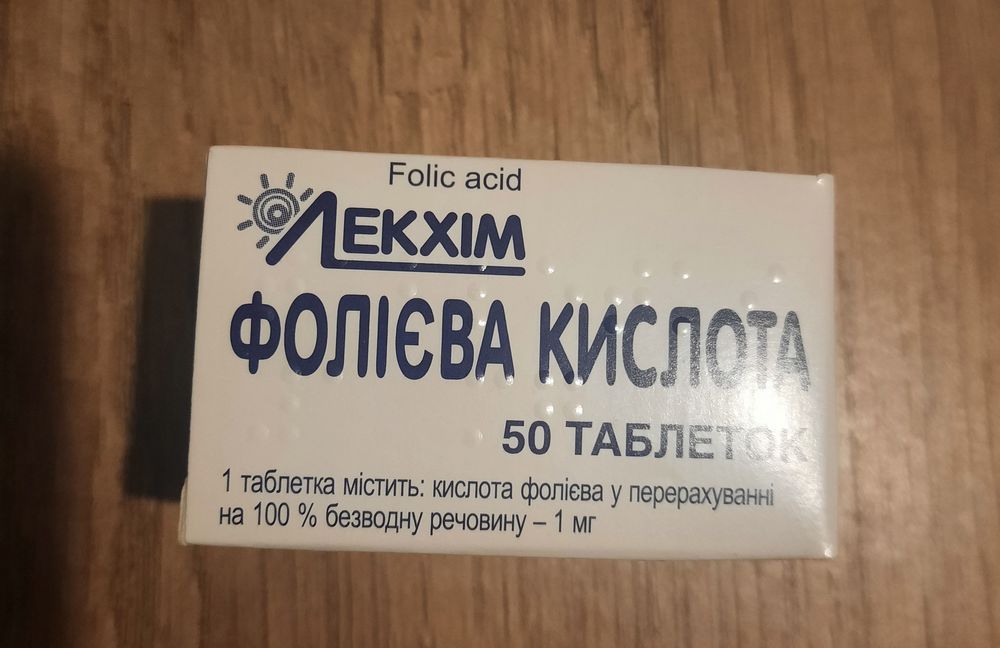 Folic acid
ЛЕКХІМ
ФОЛІЄВА КИСЛОТА
50 ТАБЛЕТОК
1 таблетка містить: кислота фолієва у перерахуванні
на 100 % безводну речовину – 1 мг